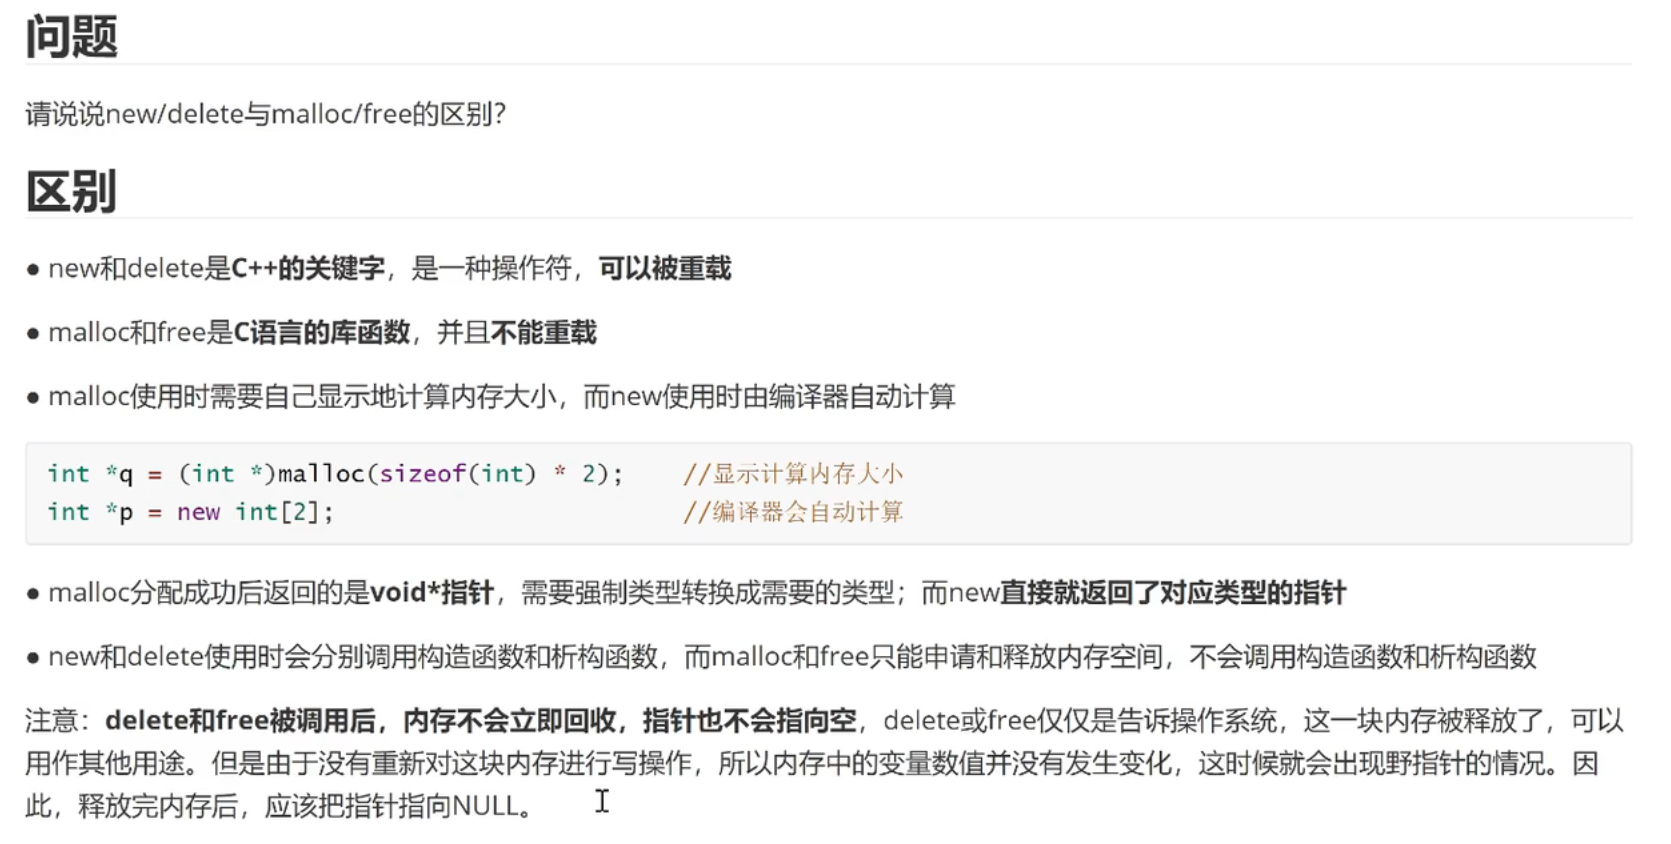 问题
请说说new/delete与malloc/free的区别？
区别
● new和delete是C++的关键字，是一种操作符，可以被重载
● malloc和free是C语言的库函数，并且不能重载
● malloc使用时需要自己显示地计算内存大小，而new使用时由编译器自动计算
int *q = (int *)malloc(sizeof(int) * 2);    //显示计算内存大小
int *p = new int[2];                        //编译器会自动计算
● malloc分配成功后返回的是void*指针，需要强制类型转换成需要的类型；而new直接就返回了对应类型的指针
● new和delete使用时会分别调用构造函数和析构函数，而malloc和free只能申请和释放内存空间，不会调用构造函数和析构函数
注意：delete和free被调用后，内存不会立即回收，指针也不会指向空，delete或free仅仅是告诉操作系统，这一块内存被释放了，可以
用作其他用途。但是由于没有重新对这块内存进行写操作，所以内存中的变量数值并没有发生变化，这时候就会出现野指针的情况。因
此，释放完内存后，应该把指针指向NULL。